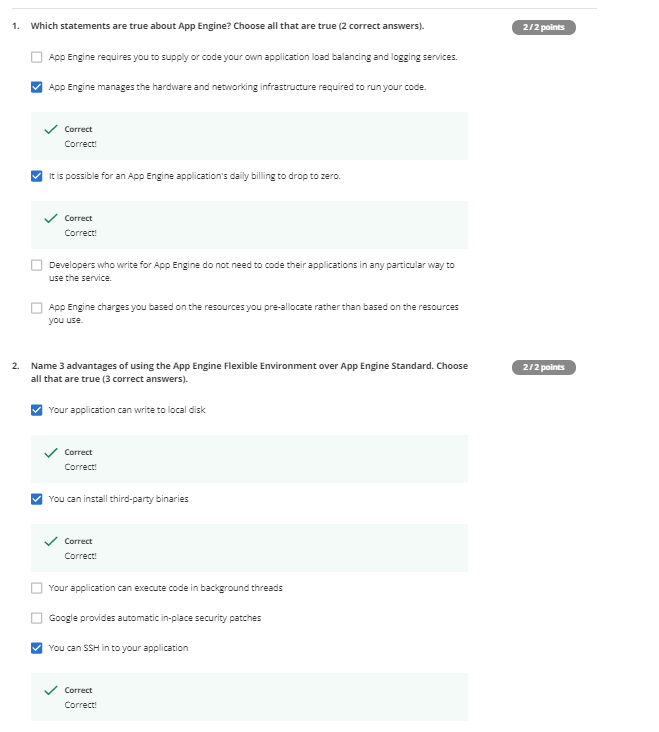 1. Which statements are true about App Engine? Choose all that are true (2 correct answers).
2 / 2 points
App Engine requires you to supply or code your own application load balancing and logging services.
App Engine manages the hardware and networking infrastructure required to run your code.
Correct
Correct!
It is possible for an App Engine application's daily billing to drop to zero.
Correct
Correct!
Developers who write for App Engine do not need to code their applications in any particular way to
use the service.
App Engine charges you based on the resources you pre-allocate rather than based on the resources
you use.
2. Name 3 advantages of using the App Engine Flexible Environment over App Engine Standard. Choose
all that are true (3 correct answers).
2 / 2 points
Your application can write to local disk
Correct
Correct!
You can install third-party binaries
Correct
Correct!
Your application can execute code in background threads
Google provides automatic in-place security patches
You can SSH in to your application
Correct
Correct!